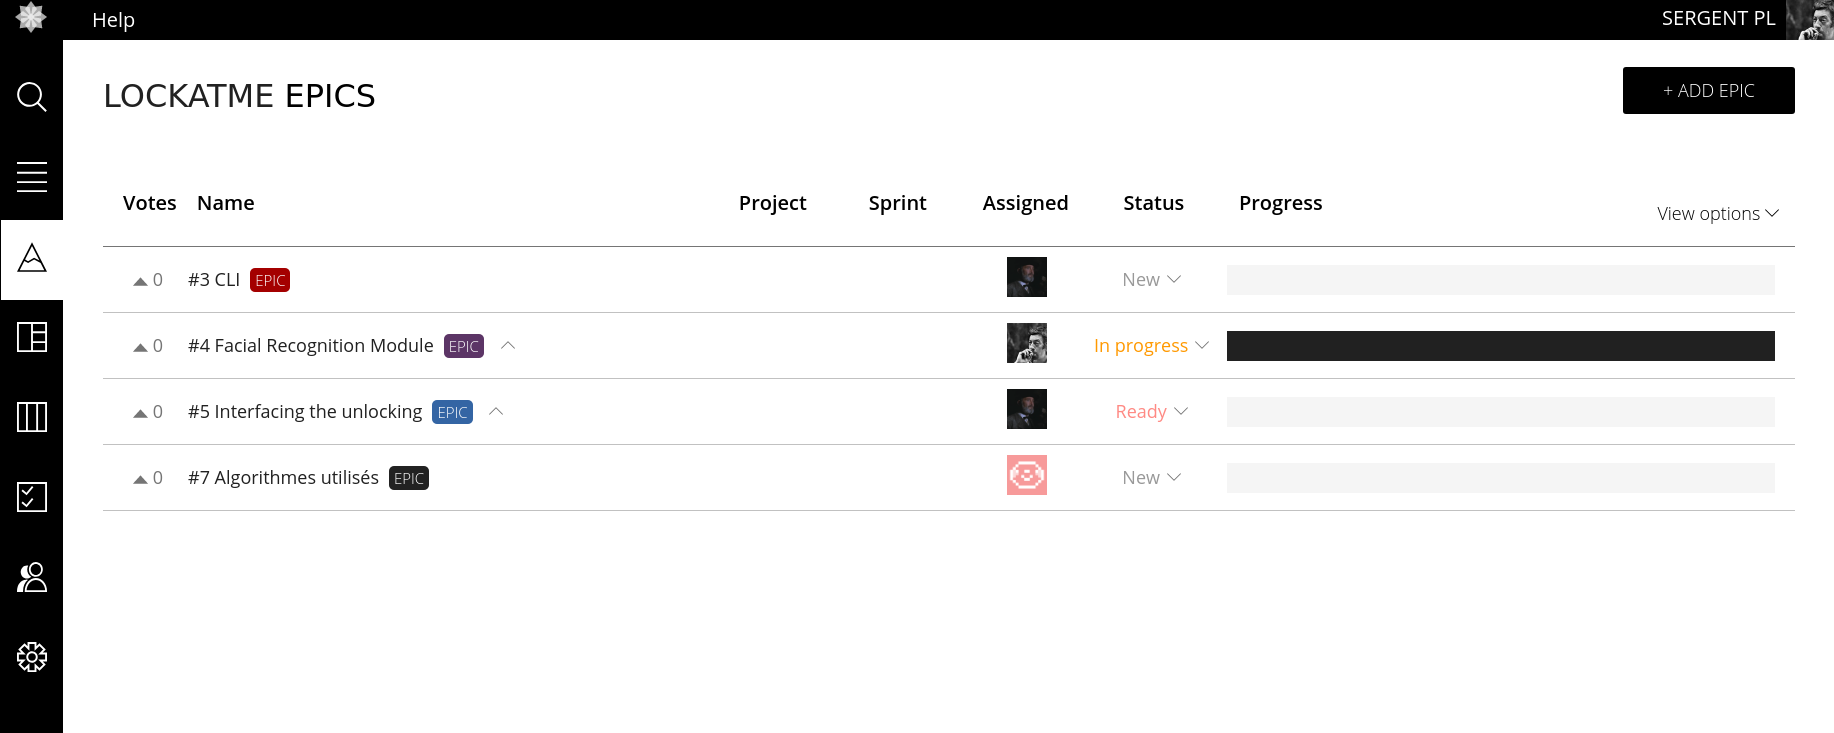 Help
SERGENT PL
LOCKATME EPICS
+ ADD EPIC
Votes Name Project Sprint Assigned Status Progress
View options
0 #3 CLI EPIC New
0 #4 Facial Recognition Module EPIC In progress
0 #5 Interfacing the unlocking EPIC Ready
0 #7 Algorithmes utilisés EPIC New